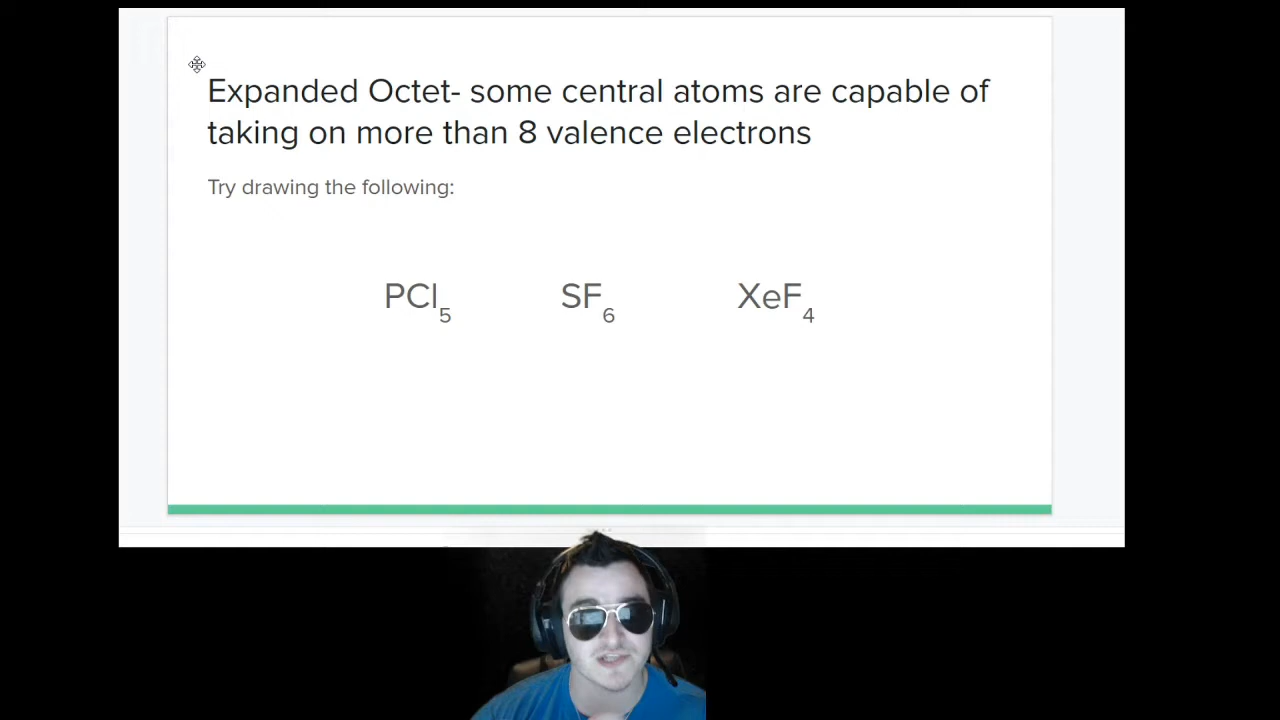 Expanded Octet- some central atoms are capable of
taking on more than 8 valence electrons
Try drawing the following:
PCl5 SF6 XeF4